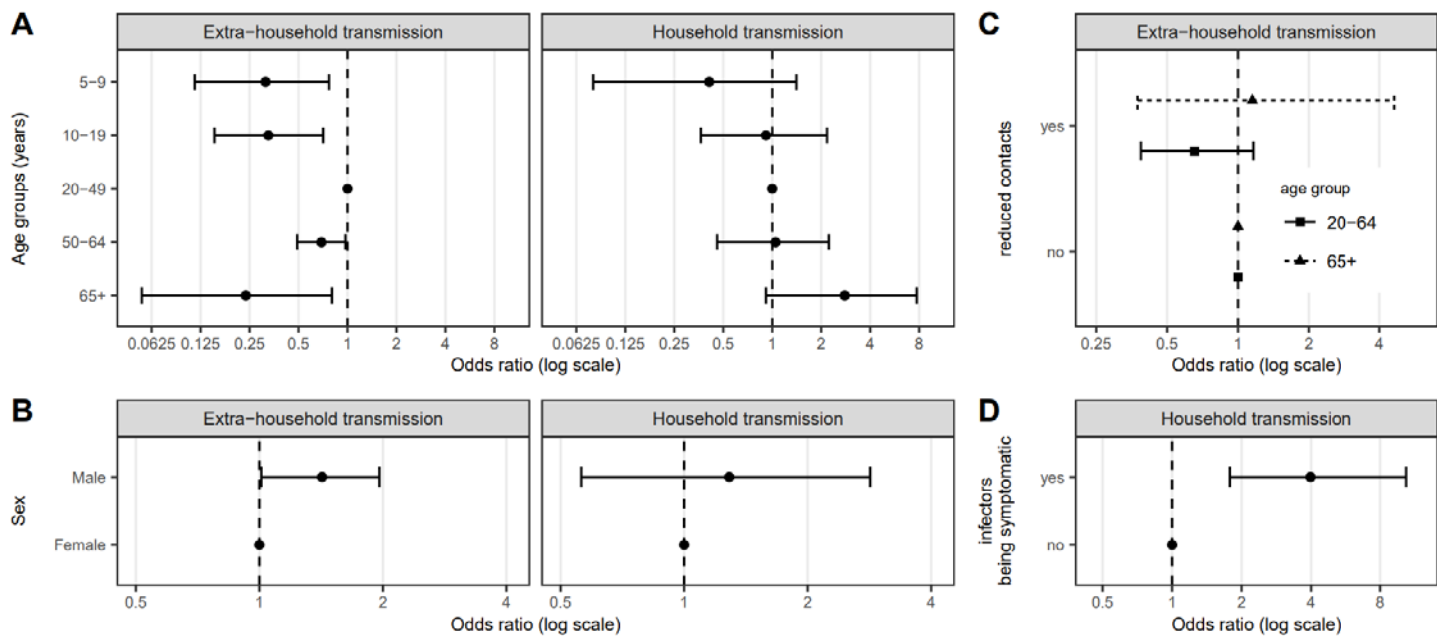 A
Extra−household transmission
Household transmission
Age groups (years)
5−9
10−19
20−49
50−64
65+
0.0625 0.125 0.25 0.5 1 2 4 8
0.0625 0.125 0.25 0.5 1 2 4 8
Odds ratio (log scale)
C
Extra−household transmission
reduced contacts
yes
no
age group
20−64
65+
0.25 0.5 1 2 4
Odds ratio (log scale)
B
Extra−household transmission
Household transmission
Sex
Male
Female
0.5 1 2 4
0.5 1 2 4
Odds ratio (log scale)
D
Household transmission
infectors
being symptomatic
yes
no
0.5 1 2 4 8
Odds ratio (log scale)